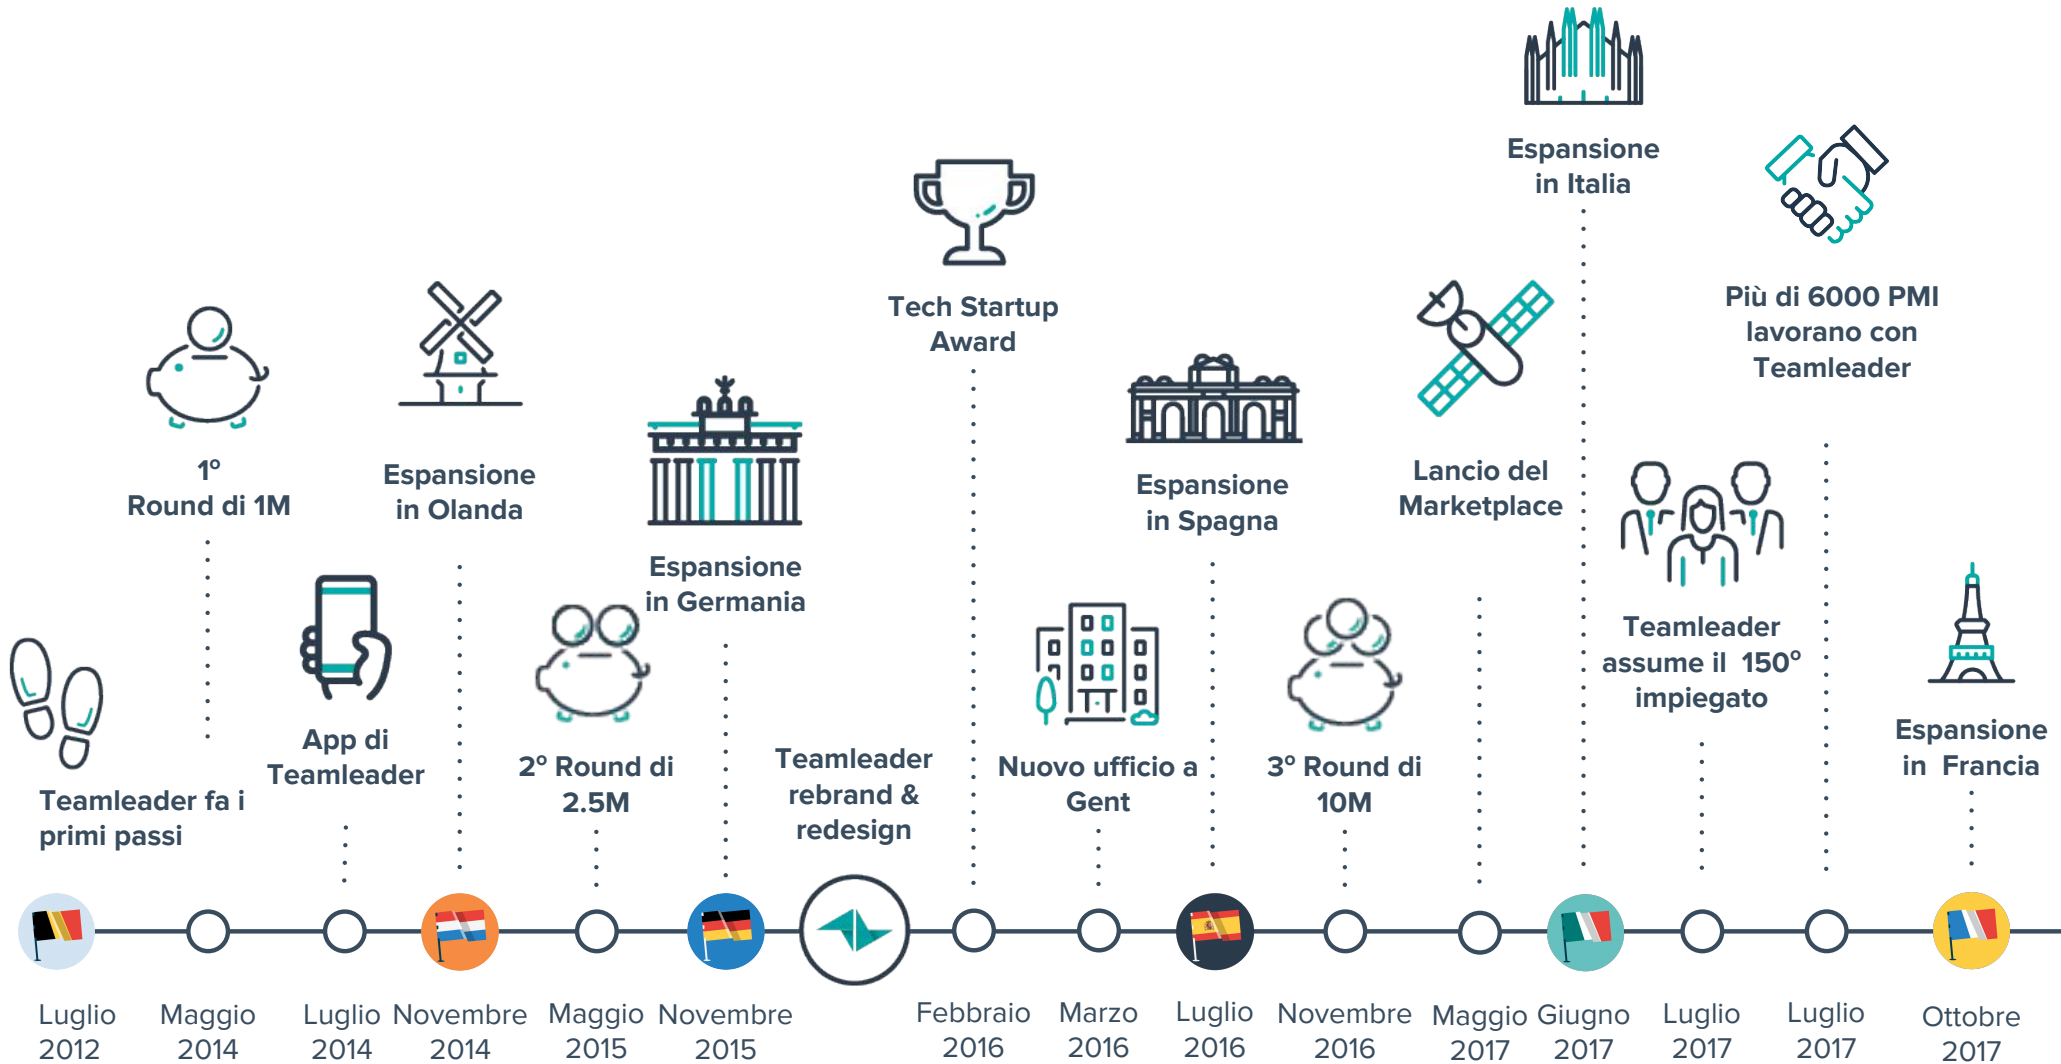 Teamleader fa i
primi passi
1º
Round di 1M
App di
Teamleader
Espansione
in Olanda
2º Round di
2.5M
Espansione
in Germania
Teamleader
rebrand &
redesign
Tech Startup
Award
Nuovo ufficio a
Gent
Espansione
in Spagna
3º Round di
10M
Lancio del
Marketplace
Espansione
in Italia
Teamleader
assume il 150º
impiegato
Più di 6000 PMI
lavorano con
Teamleader
Espansione
in Francia
Luglio
2012
Maggio
2014
Luglio
2014
Novembre
2014
Maggio
2015
Novembre
2015
Febbraio
2016
Marzo
2016
Luglio
2016
Novembre
2016
Maggio
2017
Giugno
2017
Luglio
2017
Luglio
2017
Ottobre
2017